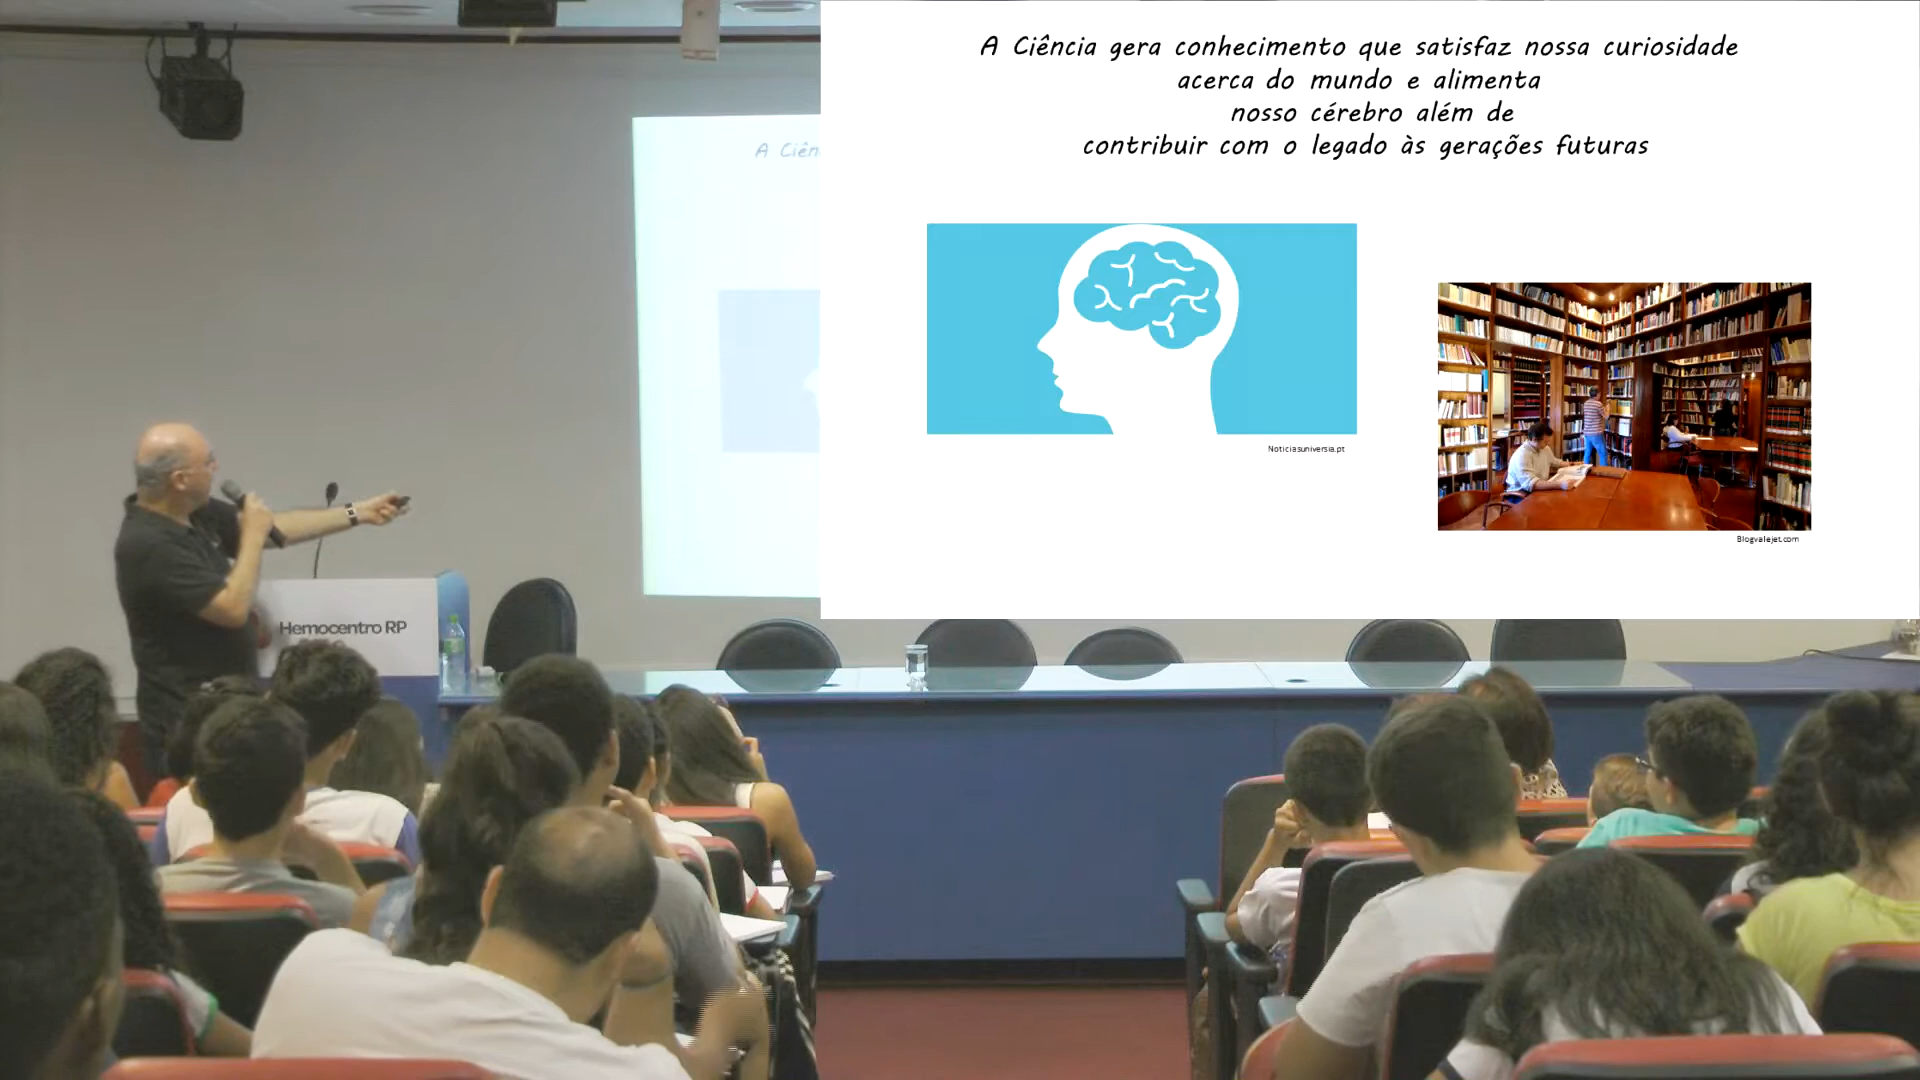 A Ciência gera conhecimento que satisfaz nossa curiosidade
acerca do mundo e alimenta
nosso cérebro além de
contribuir com o legado às gerações futuras
Noticiasuniversia.pt
Blogvalejet.com
A Ciên
Hemocentro RP